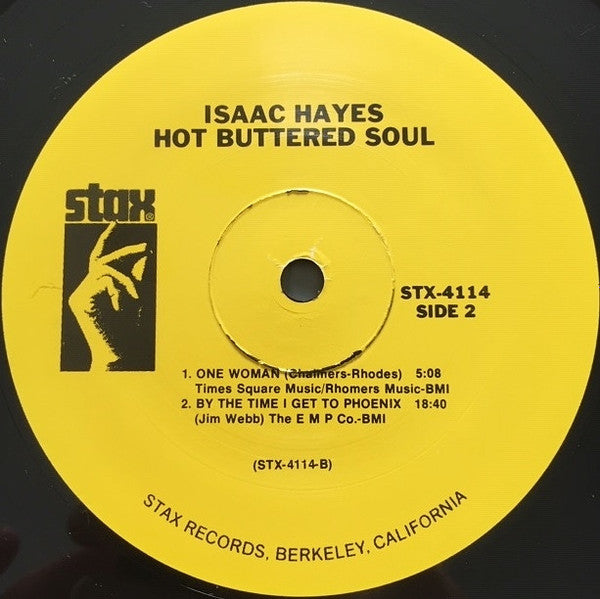 ISAAC HAYES
HOT BUTTERED SOUL
stax®
STX-4114
SIDE 2
1. ONE WOMAN (Chalmers-Rhodes) 5:08
Times Square Music/Rhomers Music-BMI
2. BY THE TIME I GET TO PHOENIX 18:40
(Jim Webb) The E M P Co.-BMI
(STX-4114-B)
STAX RECORDS, BERKELEY, CALIFORNIA